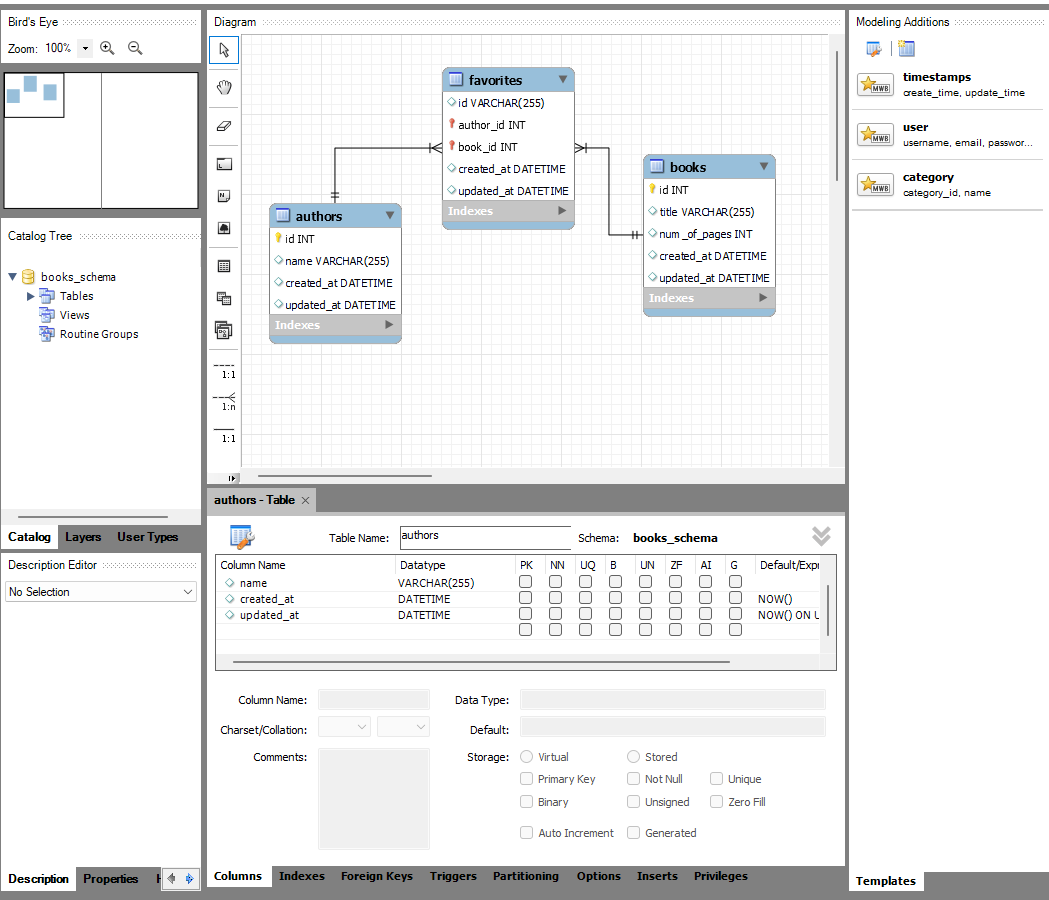 Bird's Eye
Zoom: 100%
Catalog Tree
books_schema
Tables
Views
Routine Groups
Catalog Layers User Types
Description Editor
No Selection
Description Properties
Diagram
1:1
1:n
1:1
favorites
id VARCHAR(255)
author_id INT
book_id INT
created_at DATETIME
updated_at DATETIME
Indexes
books
id INT
title VARCHAR(255)
num_of_pages INT
created_at DATETIME
updated_at DATETIME
Indexes
authors
id INT
name VARCHAR(255)
created_at DATETIME
updated_at DATETIME
Indexes
authors - Table
Table Name: authors Schema: books_schema
Column Name Datatype PK NN UQ B UN ZF AI G Default/Expr
name VARCHAR(255)
created_at DATETIME NOW()
updated_at DATETIME NOW() ON U
Column Name: Data Type:
Charset/Collation: Default:
Comments: Storage: Virtual Stored
Primary Key Not Null Unique
Binary Unsigned Zero Fill
Auto Increment Generated
Columns Indexes Foreign Keys Triggers Partitioning Options Inserts Privileges
Modeling Additions
MWB
timestamps
create_time, update_time
MWB
user
username, email, passwor...
MWB
category
category_id, name
Templates